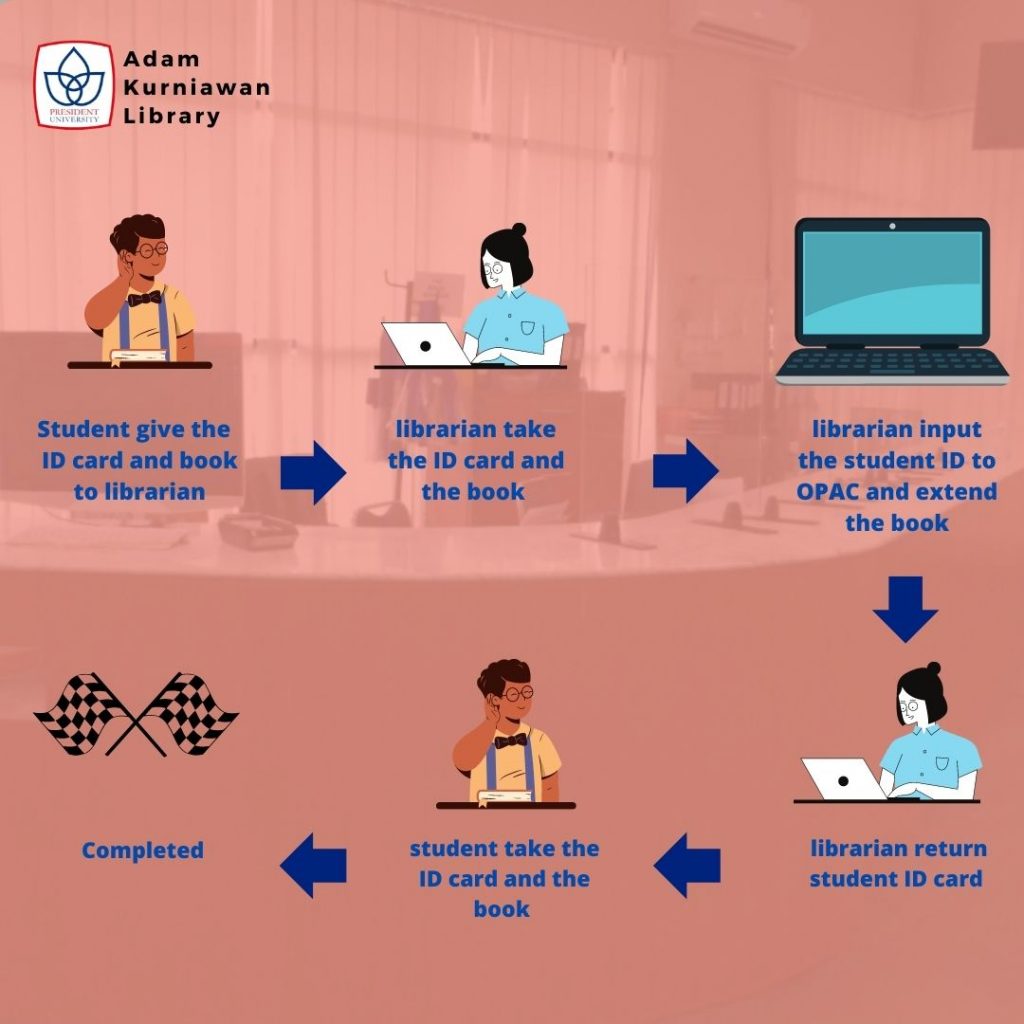 Adam
Kurniawan
Library
PRESIDENT
UNIVERSITY
Student give the
ID card and book
to librarian
librarian take
the ID card and
the book
librarian input
the student ID to
OPAC and extend
the book
librarian return
student ID card
student take the
ID card and the
book
Completed